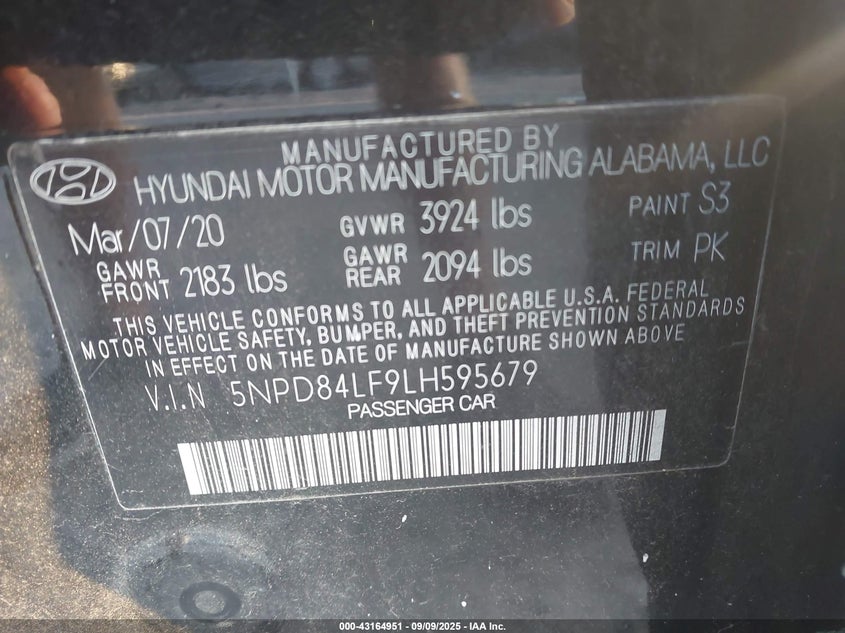 MANUFACTURED BY
HYUNDAI MOTOR MANUFACTURING ALABAMA, LLC
Mar/07/20 GVWR 3924 lbs PAINT S3
GAWR FRONT 2183 lbs GAWR REAR 2094 lbs TRIM PK
THIS VEHICLE CONFORMS TO ALL APPLICABLE U.S.A. FEDERAL
MOTOR VEHICLE SAFETY, BUMPER, AND THEFT PREVENTION STANDARDS
IN EFFECT ON THE DATE OF MANUFACTURE SHOWN ABOVE
V.I.N 5NPD84LF9LH595679
PASSENGER CAR
000-43164951 - 09/09/2025 - IAA Inc.